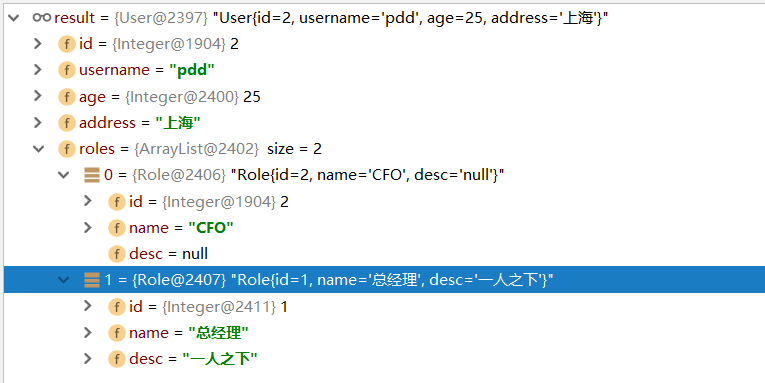 result = {User@2397} "User{id=2, username='pdd', age=25, address='上海'}"
f id = {Integer@1904} 2
f username = "pdd"
f age = {Integer@2400} 25
f address = "上海"
f roles = {ArrayList@2402} size = 2
0 = {Role@2406} "Role{id=2, name='CFO', desc='null'}"
f id = {Integer@1904} 2
f name = "CFO"
f desc = null
1 = {Role@2407} "Role{id=1, name='总经理', desc='一人之下'}"
f id = {Integer@2411} 1
f name = "总经理"
f desc = "一人之下"